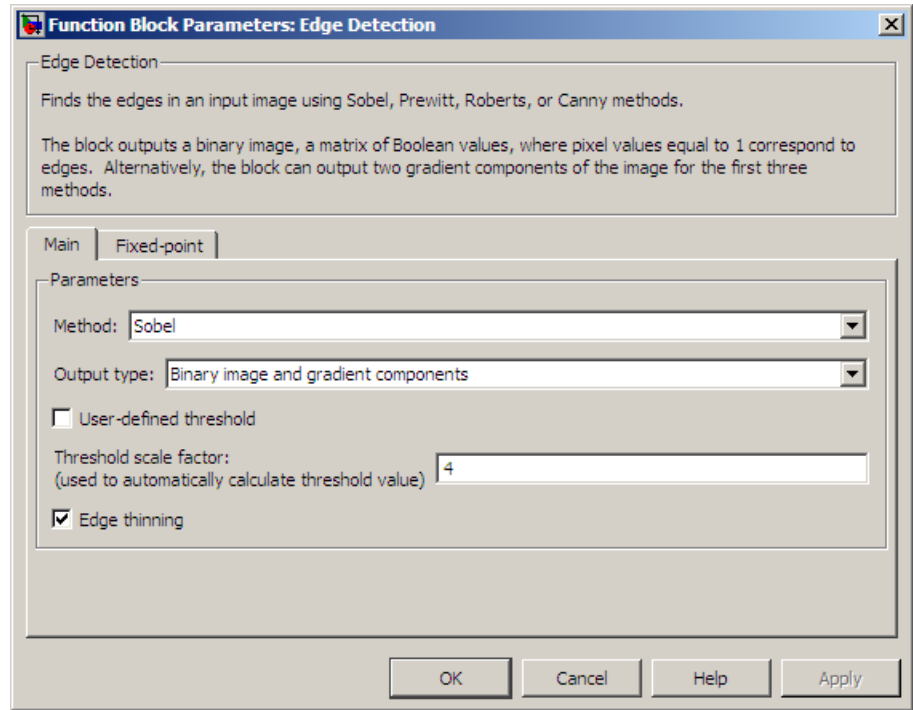 Function Block Parameters: Edge Detection
Edge Detection
Finds the edges in an input image using Sobel, Prewitt, Roberts, or Canny methods.
The block outputs a binary image, a matrix of Boolean values, where pixel values equal to 1 correspond to
edges. Alternatively, the block can output two gradient components of the image for the first three
methods.
Main
Fixed-point
Parameters
Method: Sobel
Output type: Binary image and gradient components
User-defined threshold
Threshold scale factor:
(used to automatically calculate threshold value) 4
Edge thinning
OK
Cancel
Help
Apply